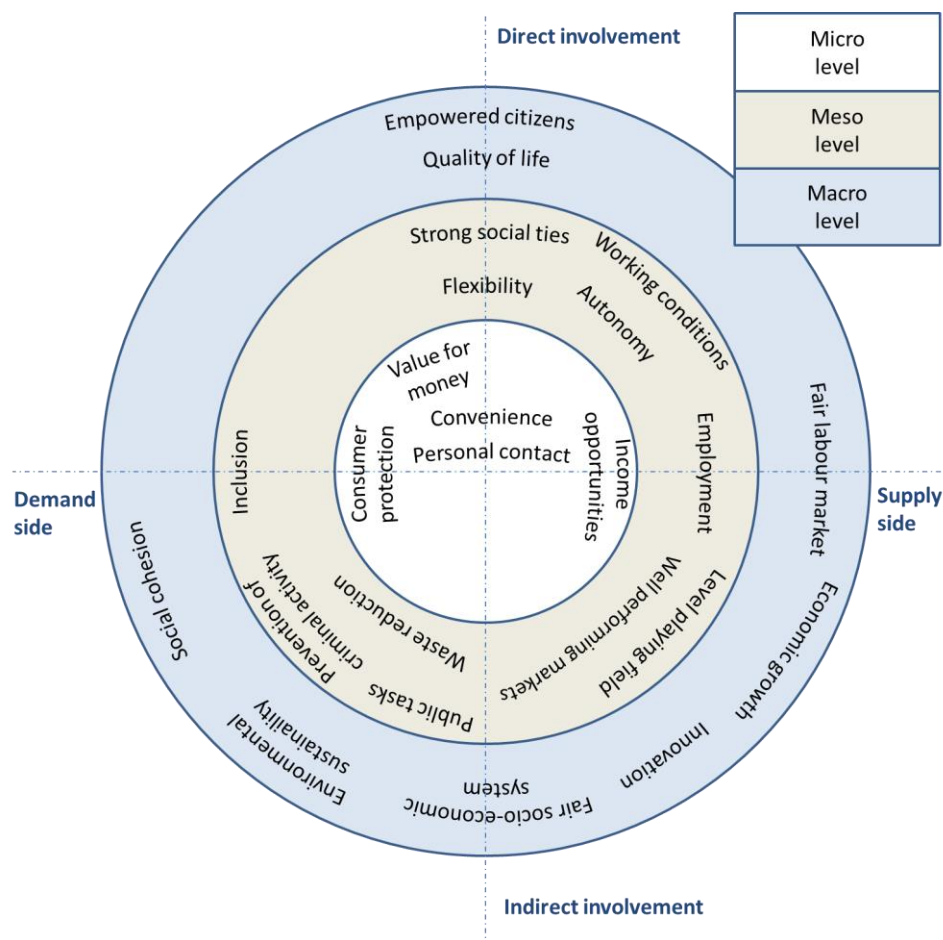 Direct involvement
Micro
level
Meso
level
Macro
level
Empowered citizens
Quality of life
Strong social ties
Flexibility
Working conditions
Autonomy
Value for
money
Convenience
Personal contact
Consumer
protection
Income
opportunities
Inclusion
Employment
Fair labour market
Demand
side
Supply
side
Social cohesion
Prevention of
criminal activity
Waste reduction
Public tasks
Well performing markets
Level playing field
Economic growth
Innovation
Environmental
sustainaility
Fair socio-economic
system
Indirect involvement